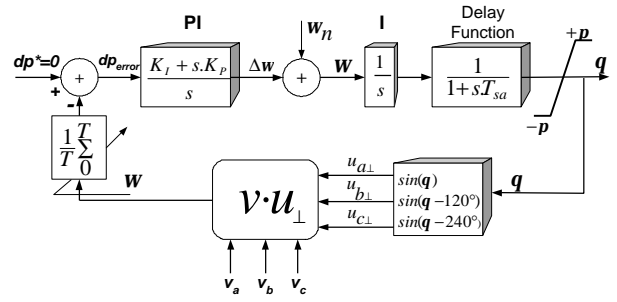 PI
I
Delay
Function
dp*=0
dp_error
K_I + s.K_P
s
Δw
w_n
w
1
s
1
1+s.T_sa
+p
-p
q
+
-
1
T
T
Σ
0
w
v·u_⊥
u_a⊥
u_b⊥
u_c⊥
sin(q)
sin(q -120°)
sin(q -240°)
q
v_a
v_b
v_c
+
+